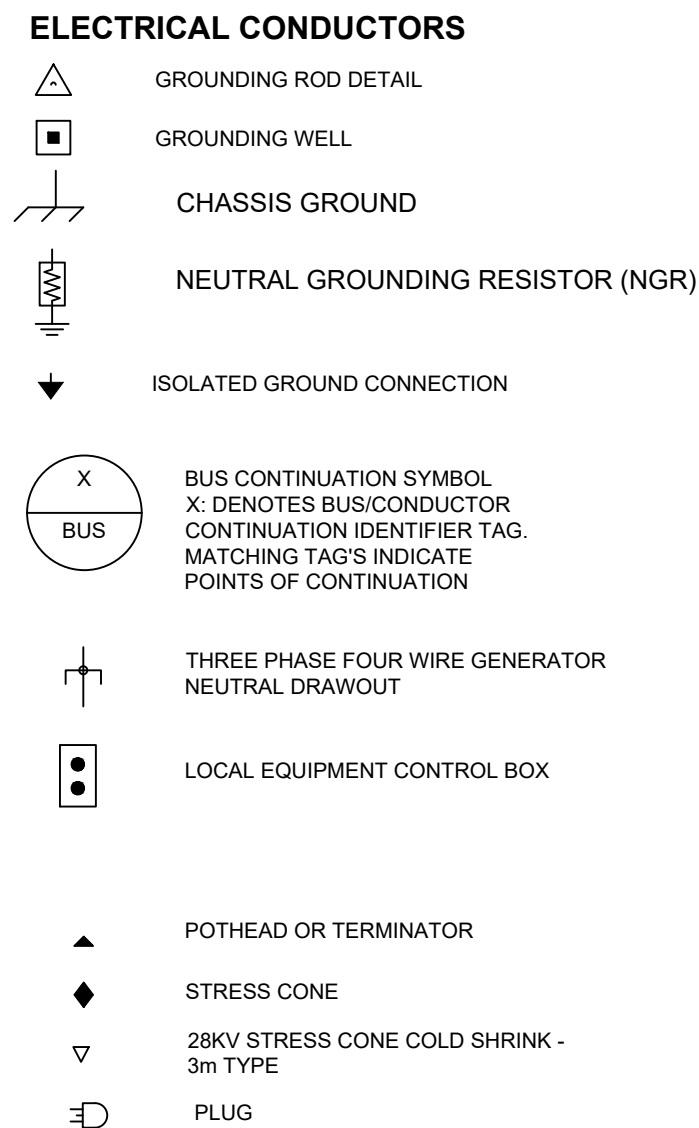 ELECTRICAL CONDUCTORS
GROUNDING ROD DETAIL
GROUNDING WELL
CHASSIS GROUND
NEUTRAL GROUNDING RESISTOR (NGR)
ISOLATED GROUND CONNECTION
X
BUS
BUS CONTINUATION SYMBOL
X: DENOTES BUS/CONDUCTOR
CONTINUATION IDENTIFIER TAG.
MATCHING TAG'S INDICATE
POINTS OF CONTINUATION
THREE PHASE FOUR WIRE GENERATOR
NEUTRAL DRAWOUT
LOCAL EQUIPMENT CONTROL BOX
POTHEAD OR TERMINATOR
STRESS CONE
28KV STRESS CONE COLD SHRINK -
3m TYPE
PLUG